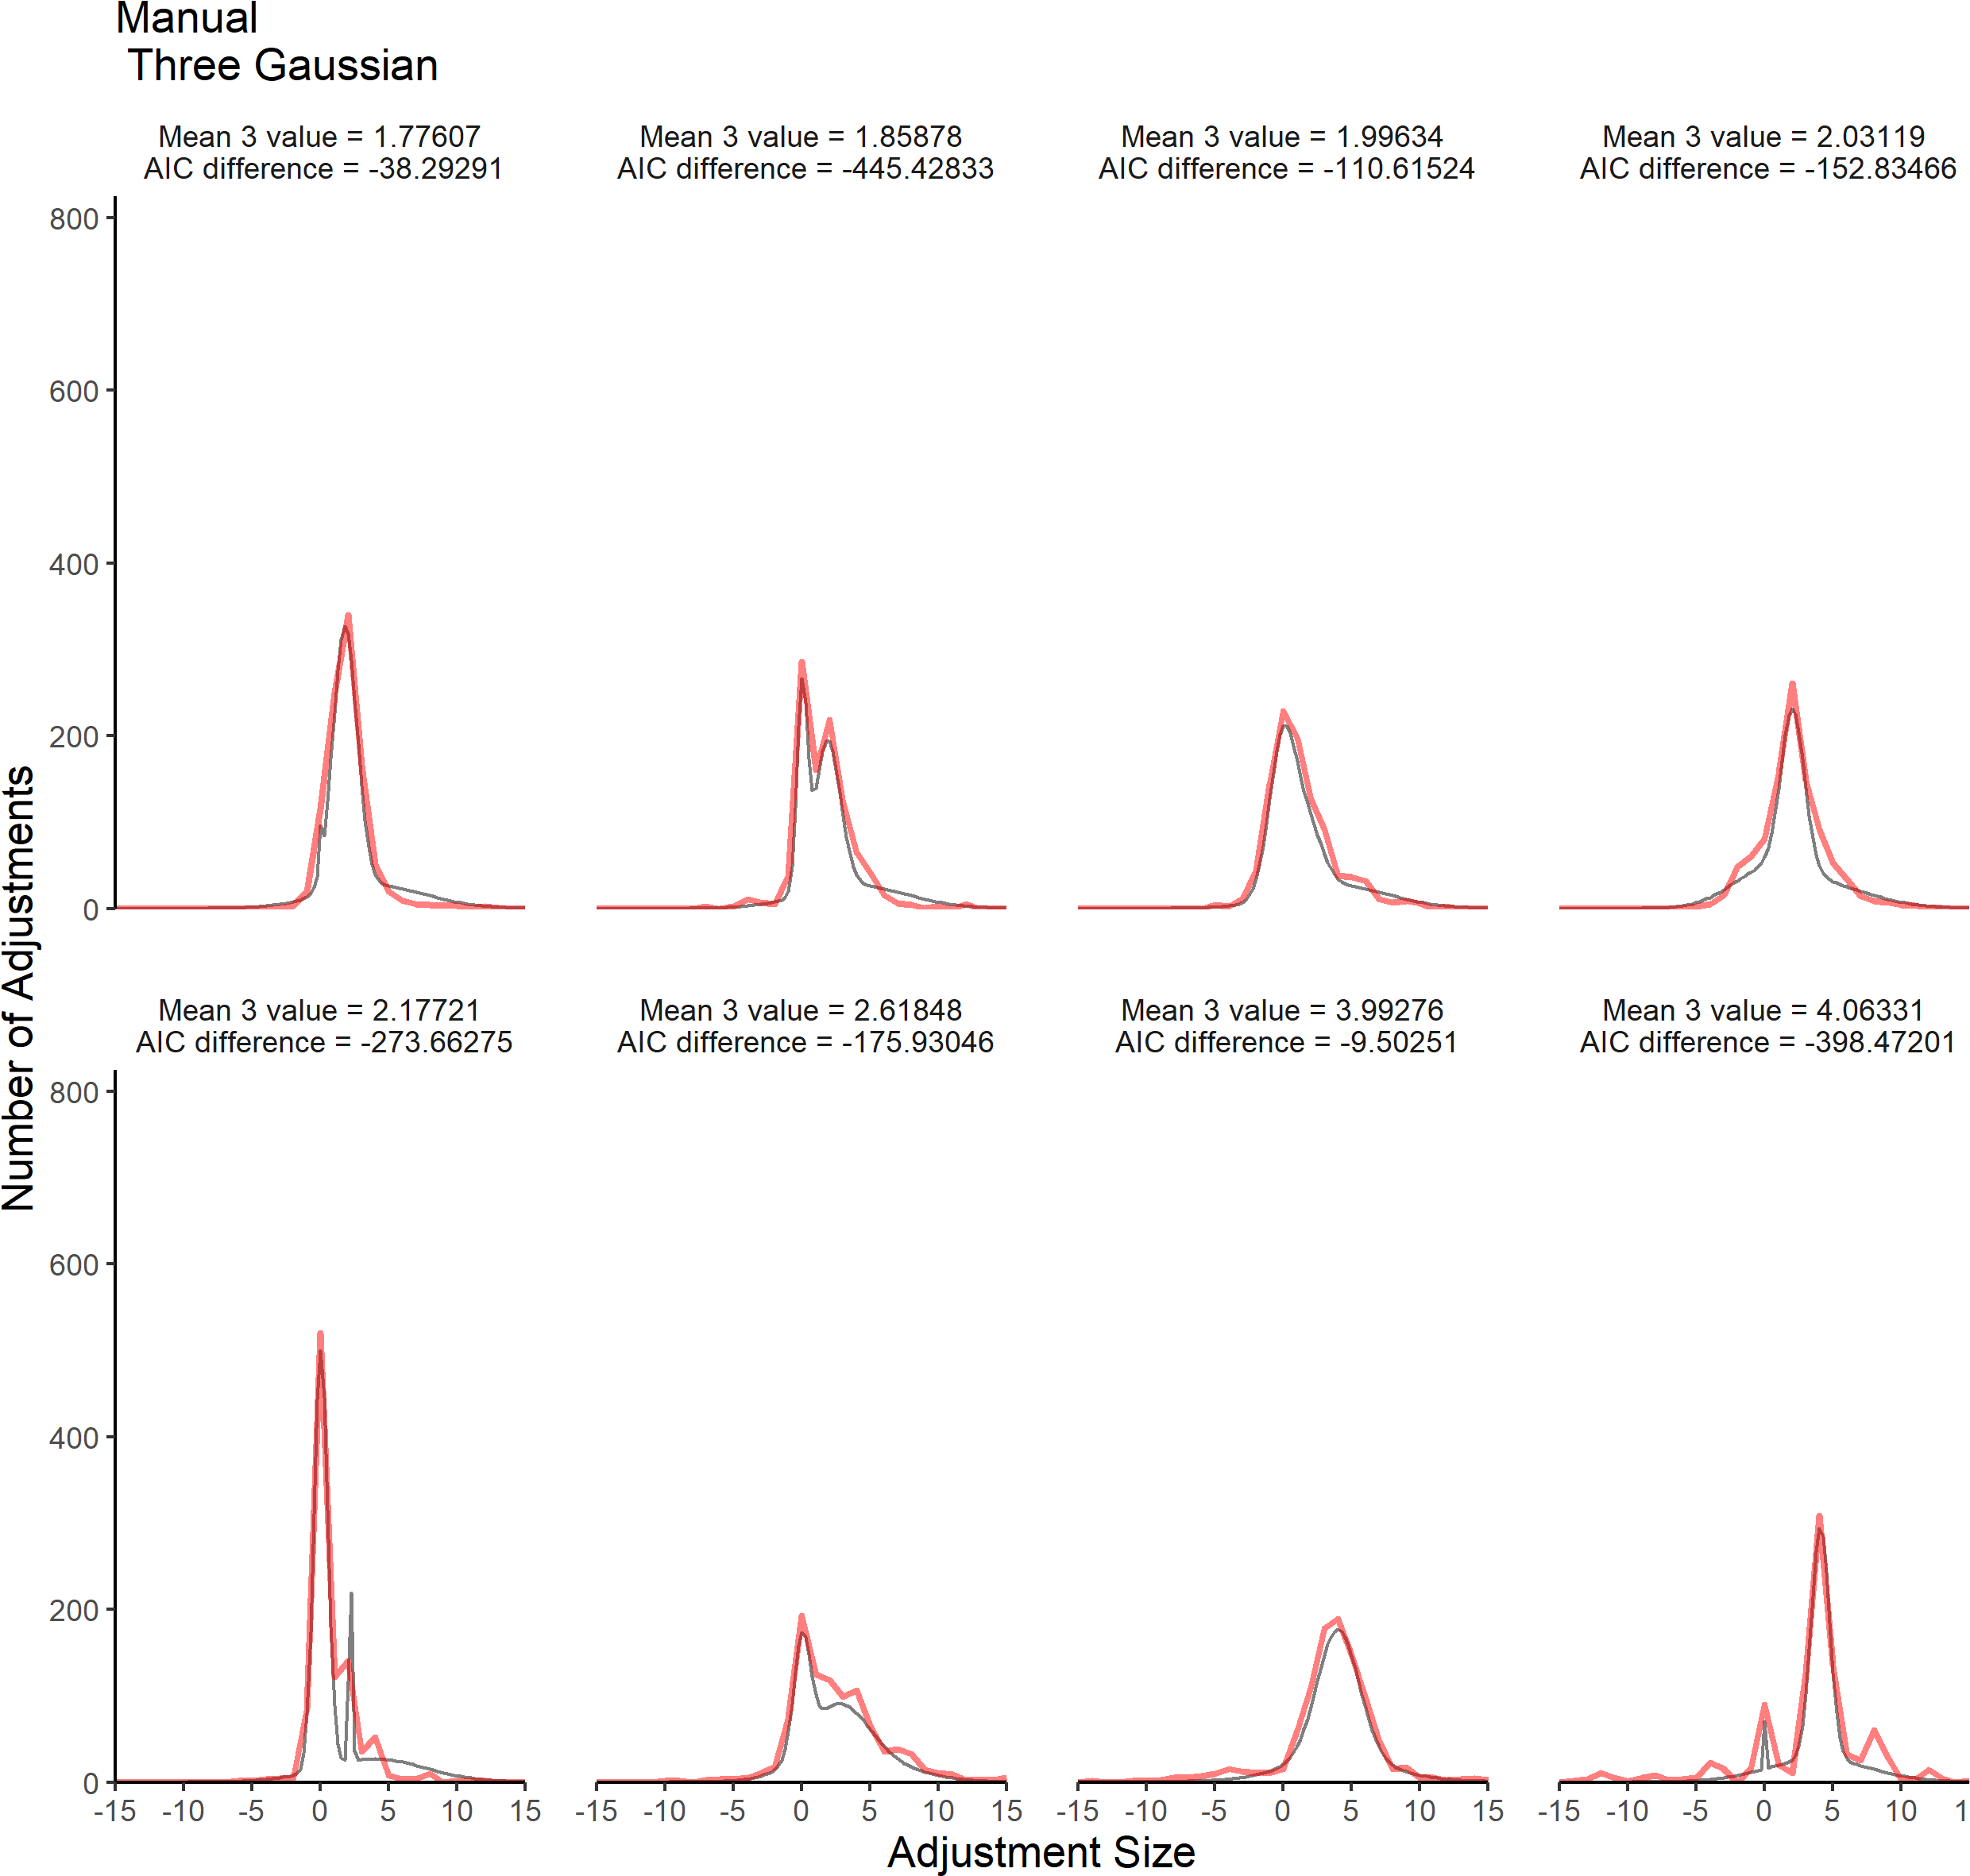 Manual
Three Gaussian
Mean 3 value = 1.77607
AIC difference = -38.29291
Mean 3 value = 1.85878
AIC difference = -445.42833
Mean 3 value = 1.99634
AIC difference = -110.61524
Mean 3 value = 2.03119
AIC difference = -152.83466
800
600
400
200
0
Number of Adjustments
Mean 3 value = 2.17721
AIC difference = -273.66275
Mean 3 value = 2.61848
AIC difference = -175.93046
Mean 3 value = 3.99276
AIC difference = -9.50251
Mean 3 value = 4.06331
AIC difference = -398.47201
800
600
400
200
0
-15 -10 -5 0 5 10 15
-15 -10 -5 0 5 10 15
-15 -10 -5 0 5 10 15
-15 -10 -5 0 5 10 1
Adjustment Size